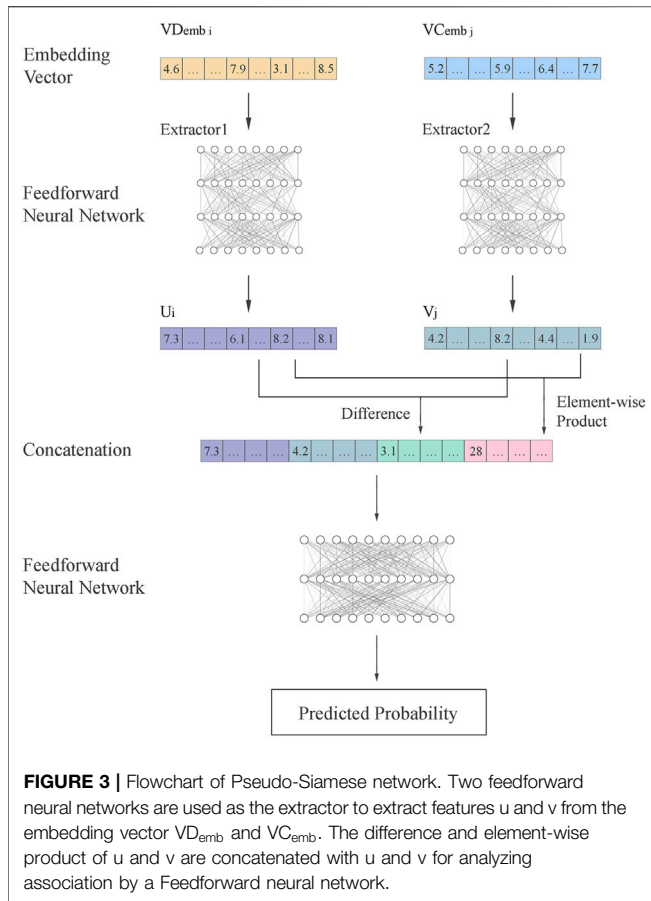 VDemb i VCemb j
Embedding
Vector
4.6 ... ... 7.9 ... 3.1 ... 8.5
5.2 ... ... 5.9 ... 6.4 ... 7.7
Extractor1 Extractor2
Feedforward
Neural Network
Ui Vj
7.3 ... ... 6.1 ... 8.2 ... 8.1
4.2 ... ... 8.2 ... 4.4 ... 1.9
Difference
Element-wise
Product
Concatenation
7.3 ... ... ... 4.2 ... ... ... 3.1 ... ... ... 28 ... ... ...
Feedforward
Neural Network
Predicted Probability
FIGURE 3 | Flowchart of Pseudo-Siamese network. Two feedforward
neural networks are used as the extractor to extract features u and v from the
embedding vector VDemb and VCemb. The difference and element-wise
product of u and v are concatenated with u and v for analyzing
association by a Feedforward neural network.